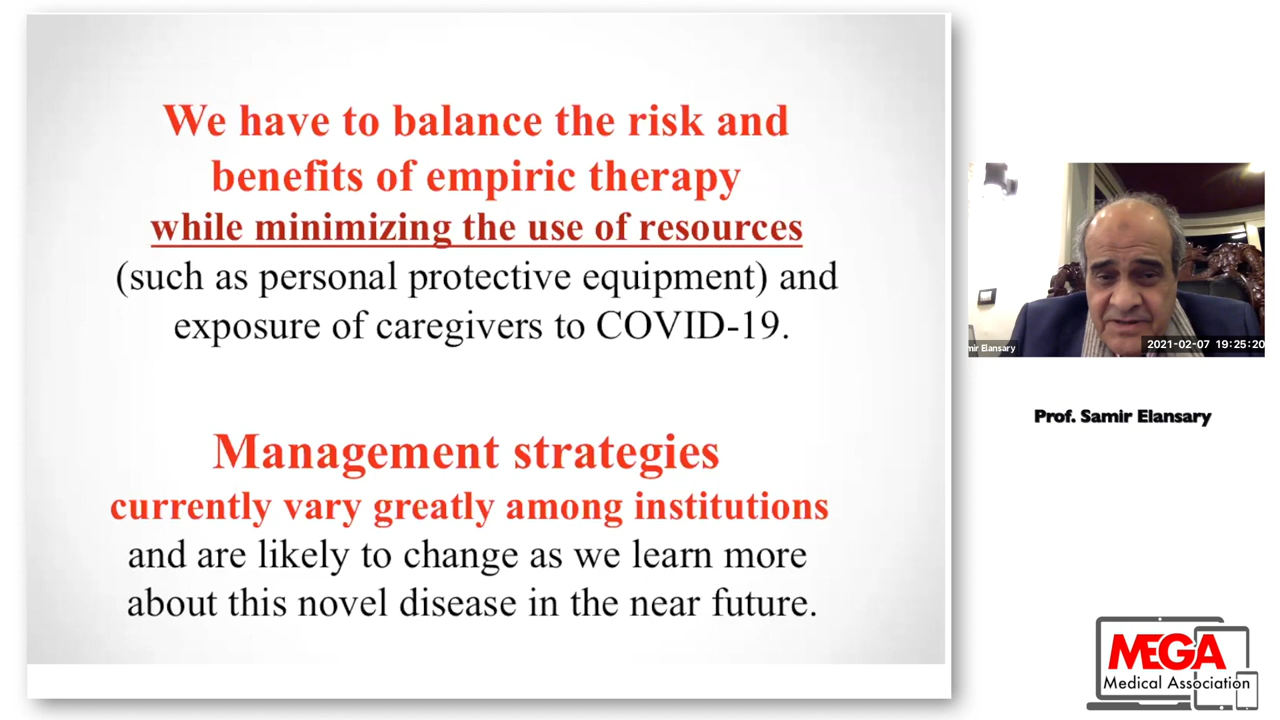 We have to balance the risk and
benefits of empiric therapy
while minimizing the use of resources
(such as personal protective equipment) and
exposure of caregivers to COVID-19.
Management strategies
currently vary greatly among institutions
and are likely to change as we learn more
about this novel disease in the near future.
mir Elansary
2021-02-07 19:25:20
Prof. Samir Elansary
MEGA
Medical Association